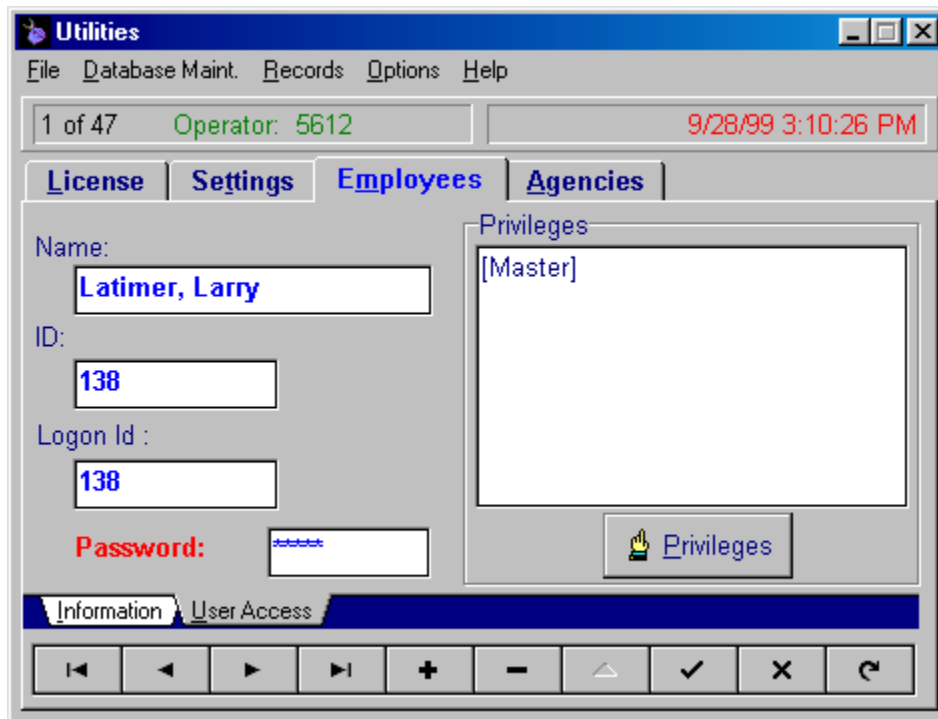 Utilities
File Database Maint. Records Options Help
1 of 47 Operator: 5612 9/28/99 3:10:26 PM
License Settings Employees Agencies
Name:
Latimer, Larry
ID:
138
Logon Id :
138
Password: *****
Privileges
[Master]
Privileges
Information User Access